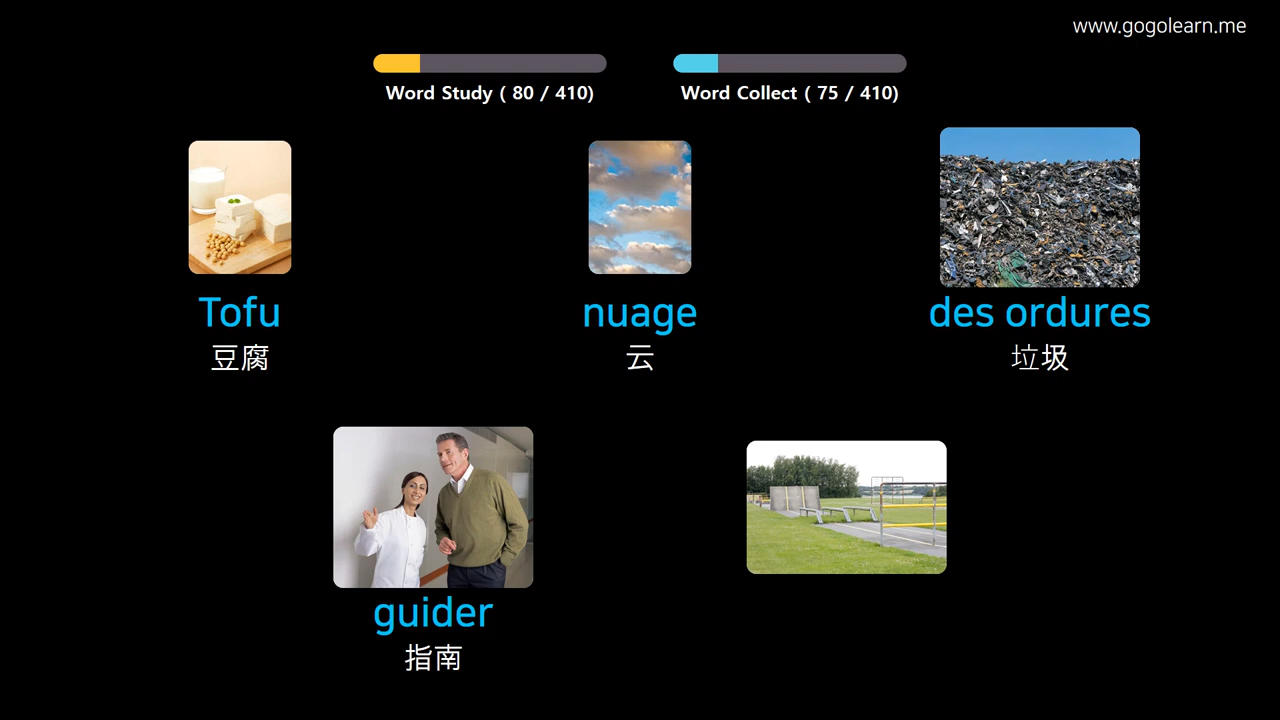 www.gogolearn.me
Word Study ( 80 / 410)
Word Collect ( 75 / 410)
Tofu
豆腐
nuage
云
des ordures
垃圾
guider
指南